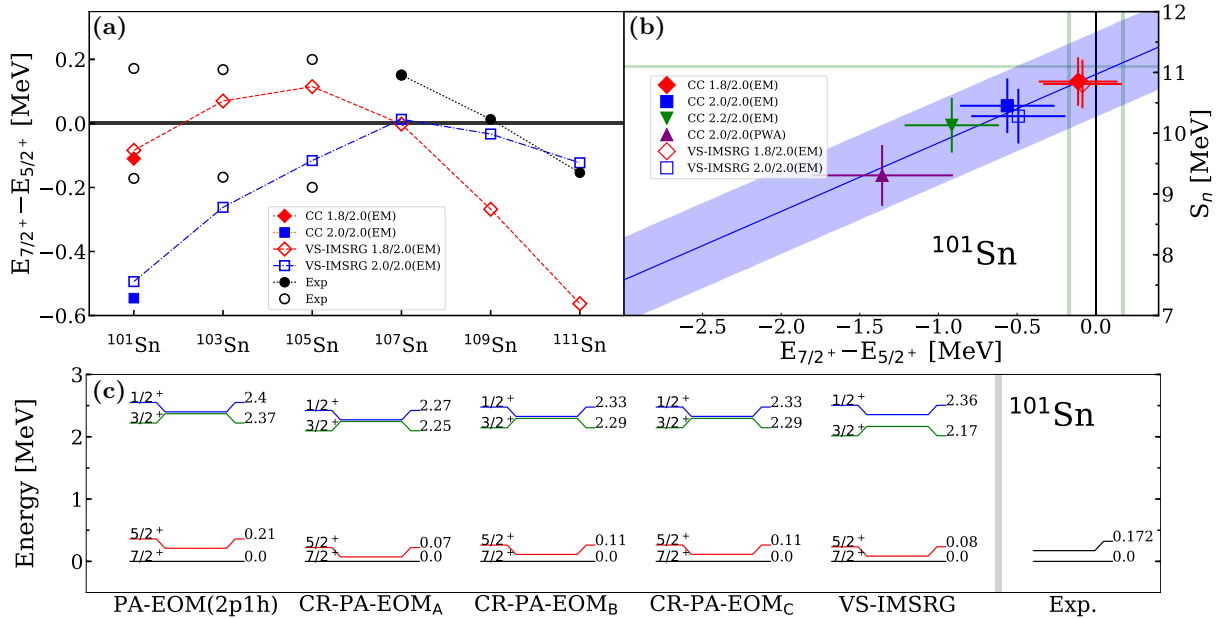 (a)
E7/2+ − E5/2+ [MeV]
0.2
0.0
−0.2
−0.4
−0.6
CC 1.8/2.0(EM)
CC 2.0/2.0(EM)
VS-IMSRG 1.8/2.0(EM)
VS-IMSRG 2.0/2.0(EM)
Exp
Exp
101Sn 103Sn 105Sn 107Sn 109Sn 111Sn
(b)
CC 1.8/2.0(EM)
CC 2.0/2.0(EM)
CC 2.2/2.0(EM)
CC 2.0/2.0(PWA)
VS-IMSRG 1.8/2.0(EM)
VS-IMSRG 2.0/2.0(EM)
101Sn
12
11
10
9
8
7
Sn [MeV]
−2.5 −2.0 −1.5 −1.0 −0.5 0.0
E7/2+ − E5/2+ [MeV]
(c)
Energy [MeV]
3
2
1
0
1/2+ 2.4
3/2+ 2.37
5/2+ 0.21
7/2+ 0.0
1/2+ 2.27
3/2+ 2.25
5/2+ 0.07
7/2+ 0.0
1/2+ 2.33
3/2+ 2.29
5/2+ 0.11
7/2+ 0.0
1/2+ 2.33
3/2+ 2.29
5/2+ 0.11
7/2+ 0.0
1/2+ 2.36
3/2+ 2.17
5/2+ 0.08
7/2+ 0.0
101Sn
0.172
0.0
PA-EOM(2p1h) CR-PA-EOMA CR-PA-EOMB CR-PA-EOMC VS-IMSRG Exp.